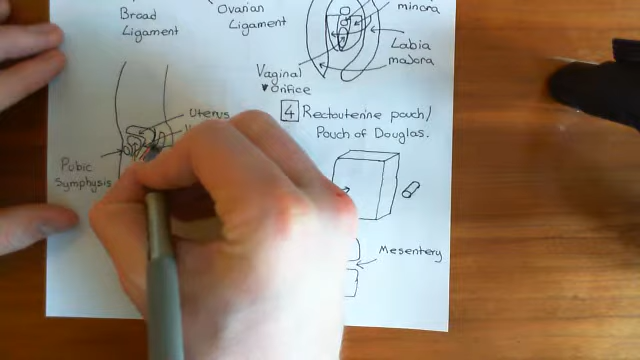 Broad
Ligament
Ovarian
Ligament
minora
Labia
majora
Vaginal
Orifice
Uterus
4 Rectouterine pouch/
Pouch of Douglas.
Pubic
Symphysis
Mesentery